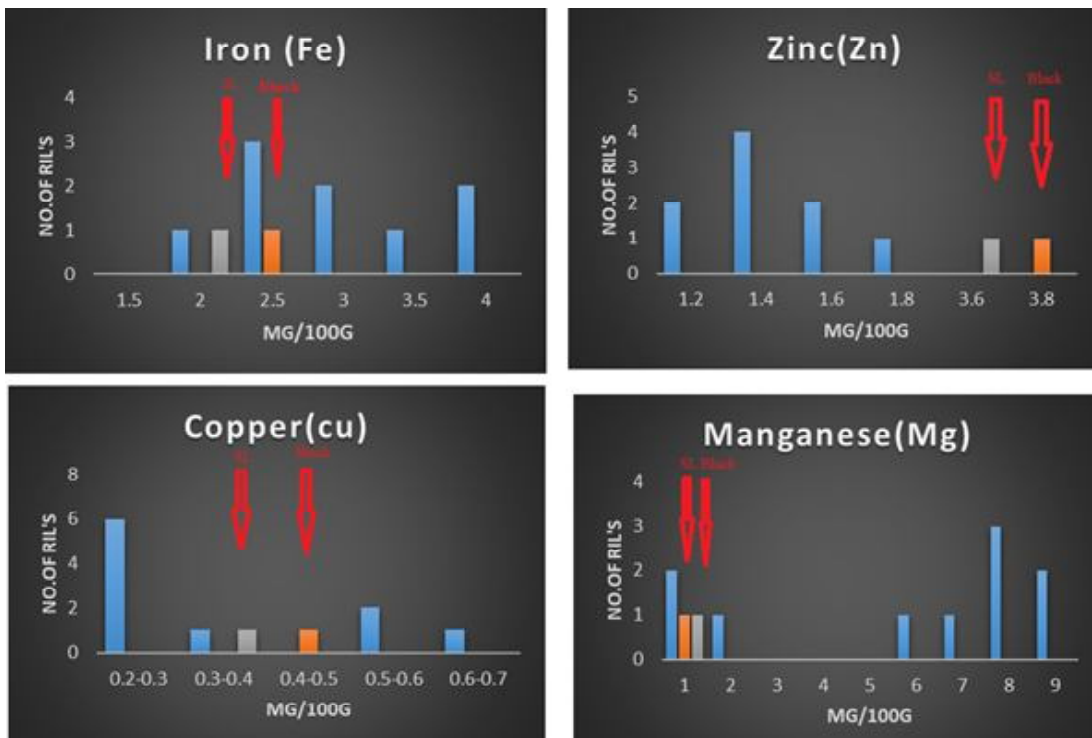 Iron (Fe)
SL Black
4
3
2
1
0
NO.OF RIL'S
1.5 2 2.5 3 3.5 4
MG/100G
Zinc(Zn)
SL Black
5
4
3
2
1
0
NO.OF RIL'S
1.2 1.4 1.6 1.8 3.6 3.8
MG/100G
Copper(cu)
SL Black
8
6
4
2
0
NO.OF RIL'S
0.2-0.3 0.3-0.4 0.4-0.5 0.5-0.6 0.6-0.7
MG/100G
Manganese(Mg)
SL Black
4
3
2
1
0
NO.OF RIL'S
1 2 3 4 5 6 7 8 9
MG/100G